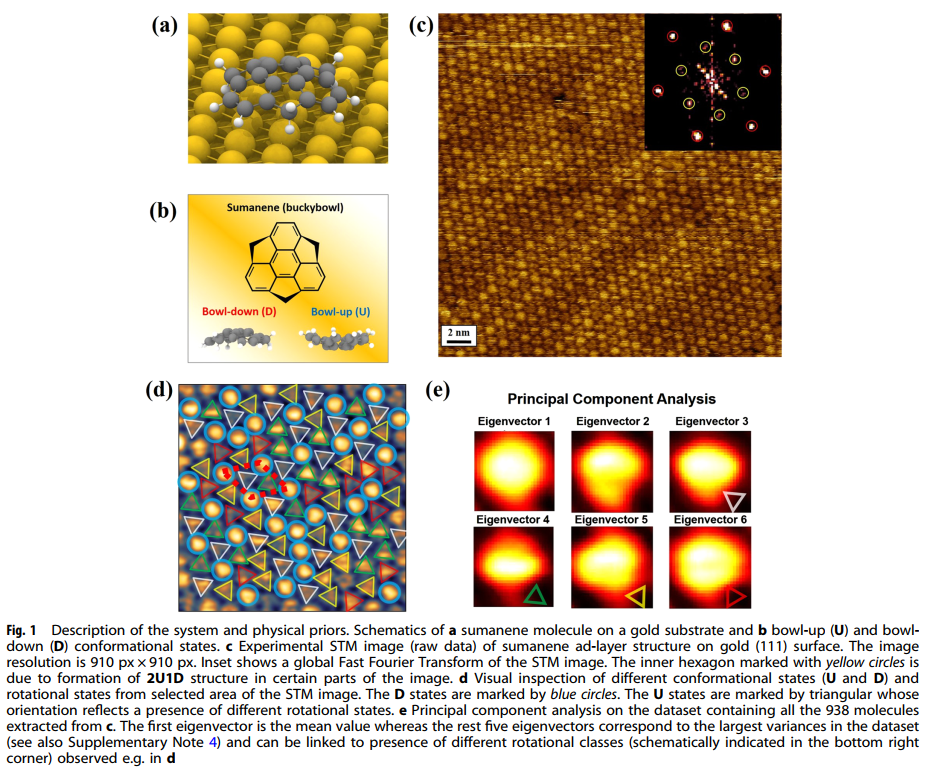 (a)
(b)
Sumanene (buckybowl)
Bowl-down (D)
Bowl-up (U)
(c)
2 nm
(d)
(e)
Principal Component Analysis
Eigenvector 1
Eigenvector 2
Eigenvector 3
Eigenvector 4
Eigenvector 5
Eigenvector 6
Fig. 1 Description of the system and physical priors. Schematics of a sumanene molecule on a gold substrate and b bowl-up (U) and bowl-
down (D) conformational states. c Experimental STM image (raw data) of sumanene ad-layer structure on gold (111) surface. The image
resolution is 910 px × 910 px. Inset shows a global Fast Fourier Transform of the STM image. The inner hexagon marked with yellow circles is
due to formation of 2U1D structure in certain parts of the image. d Visual inspection of different conformational states (U and D) and
rotational states from selected area of the STM image. The D states are marked by blue circles. The U states are marked by triangular whose
orientation reflects a presence of different rotational states. e Principal component analysis on the dataset containing all the 938 molecules
extracted from c. The first eigenvector is the mean value whereas the rest five eigenvectors correspond to the largest variances in the dataset
(see also Supplementary Note 4) and can be linked to presence of different rotational classes (schematically indicated in the bottom right
corner) observed e.g. in d